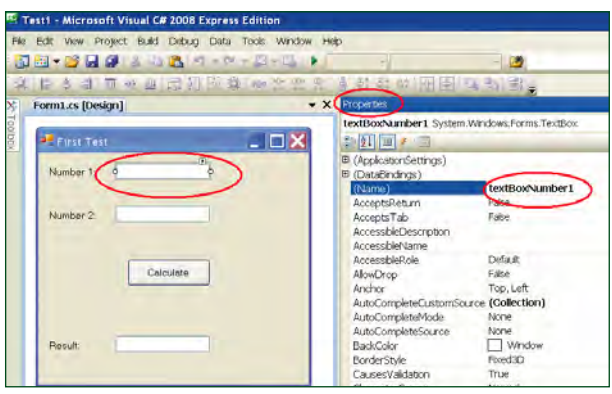 Test1 - Microsoft Visual C# 2008 Express Edition
File Edit View Project Build Debug Data Tools Window Help
Toolbox
Form1.cs [Design]
First Test
Number 1:
Number 2:
Calculate
Result:
Properties
textBoxNumber1 System.Windows.Forms.TextBox
(ApplicationSettings)
(DataBindings)
(Name) textBoxNumber1
AcceptsReturn False
AcceptsTab False
AccessibleDescription
AccessibleName
AccessibleRole Default
AllowDrop False
Anchor Top, Left
AutoCompleteCustomSource (Collection)
AutoCompleteMode None
AutoCompleteSource None
BackColor Window
BorderStyle Fixed3D
CausesValidation True